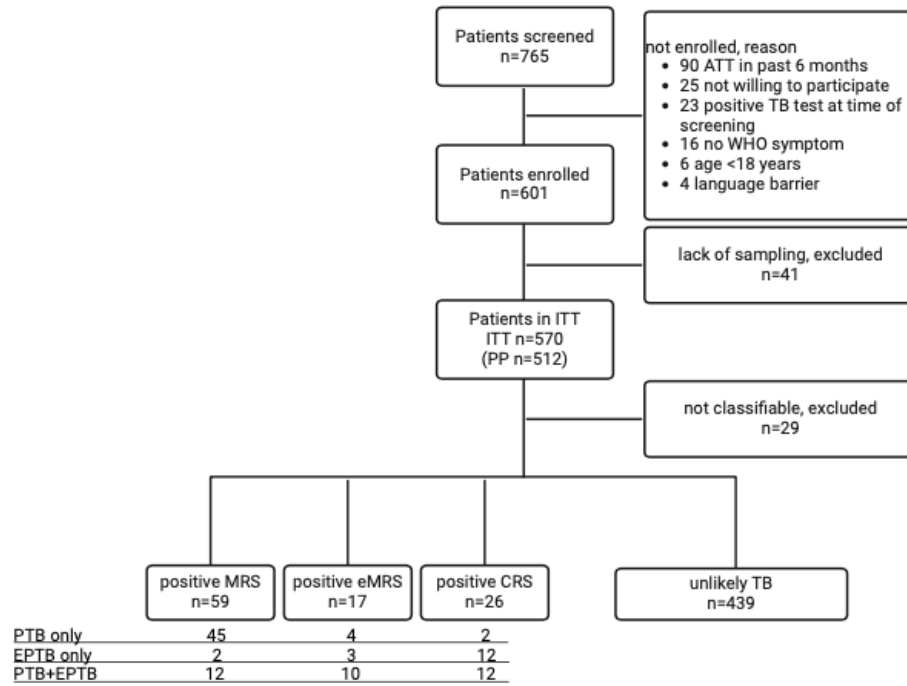 Patients screened
n=765
not enrolled, reason
• 90 ATT in past 6 months
• 25 not willing to participate
• 23 positive TB test at time of
screening
• 16 no WHO symptom
• 6 age <18 years
• 4 language barrier
Patients enrolled
n=601
lack of sampling, excluded
n=41
Patients in ITT
ITT n=570
(PP n=512)
not classifiable, excluded
n=29
positive MRS
n=59
positive eMRS
n=17
positive CRS
n=26
unlikely TB
n=439
PTB only 45 4 2
EPTB only 2 3 12
PTB+EPTB 12 10 12